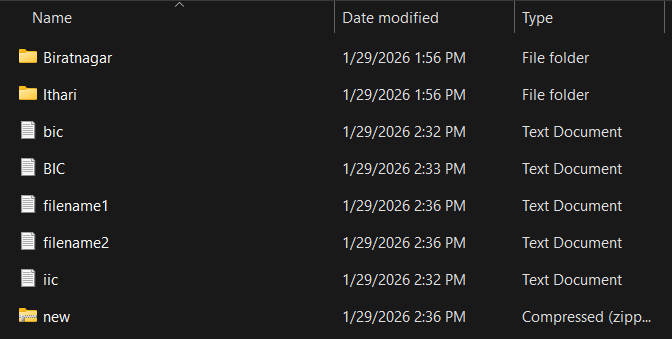 Name Date modified Type
Biratnagar 1/29/2026 1:56 PM File folder
Ithari 1/29/2026 1:56 PM File folder
bic 1/29/2026 2:32 PM Text Document
BIC 1/29/2026 2:33 PM Text Document
filename1 1/29/2026 2:36 PM Text Document
filename2 1/29/2026 2:36 PM Text Document
iic 1/29/2026 2:32 PM Text Document
new 1/29/2026 2:36 PM Compressed (zipp...